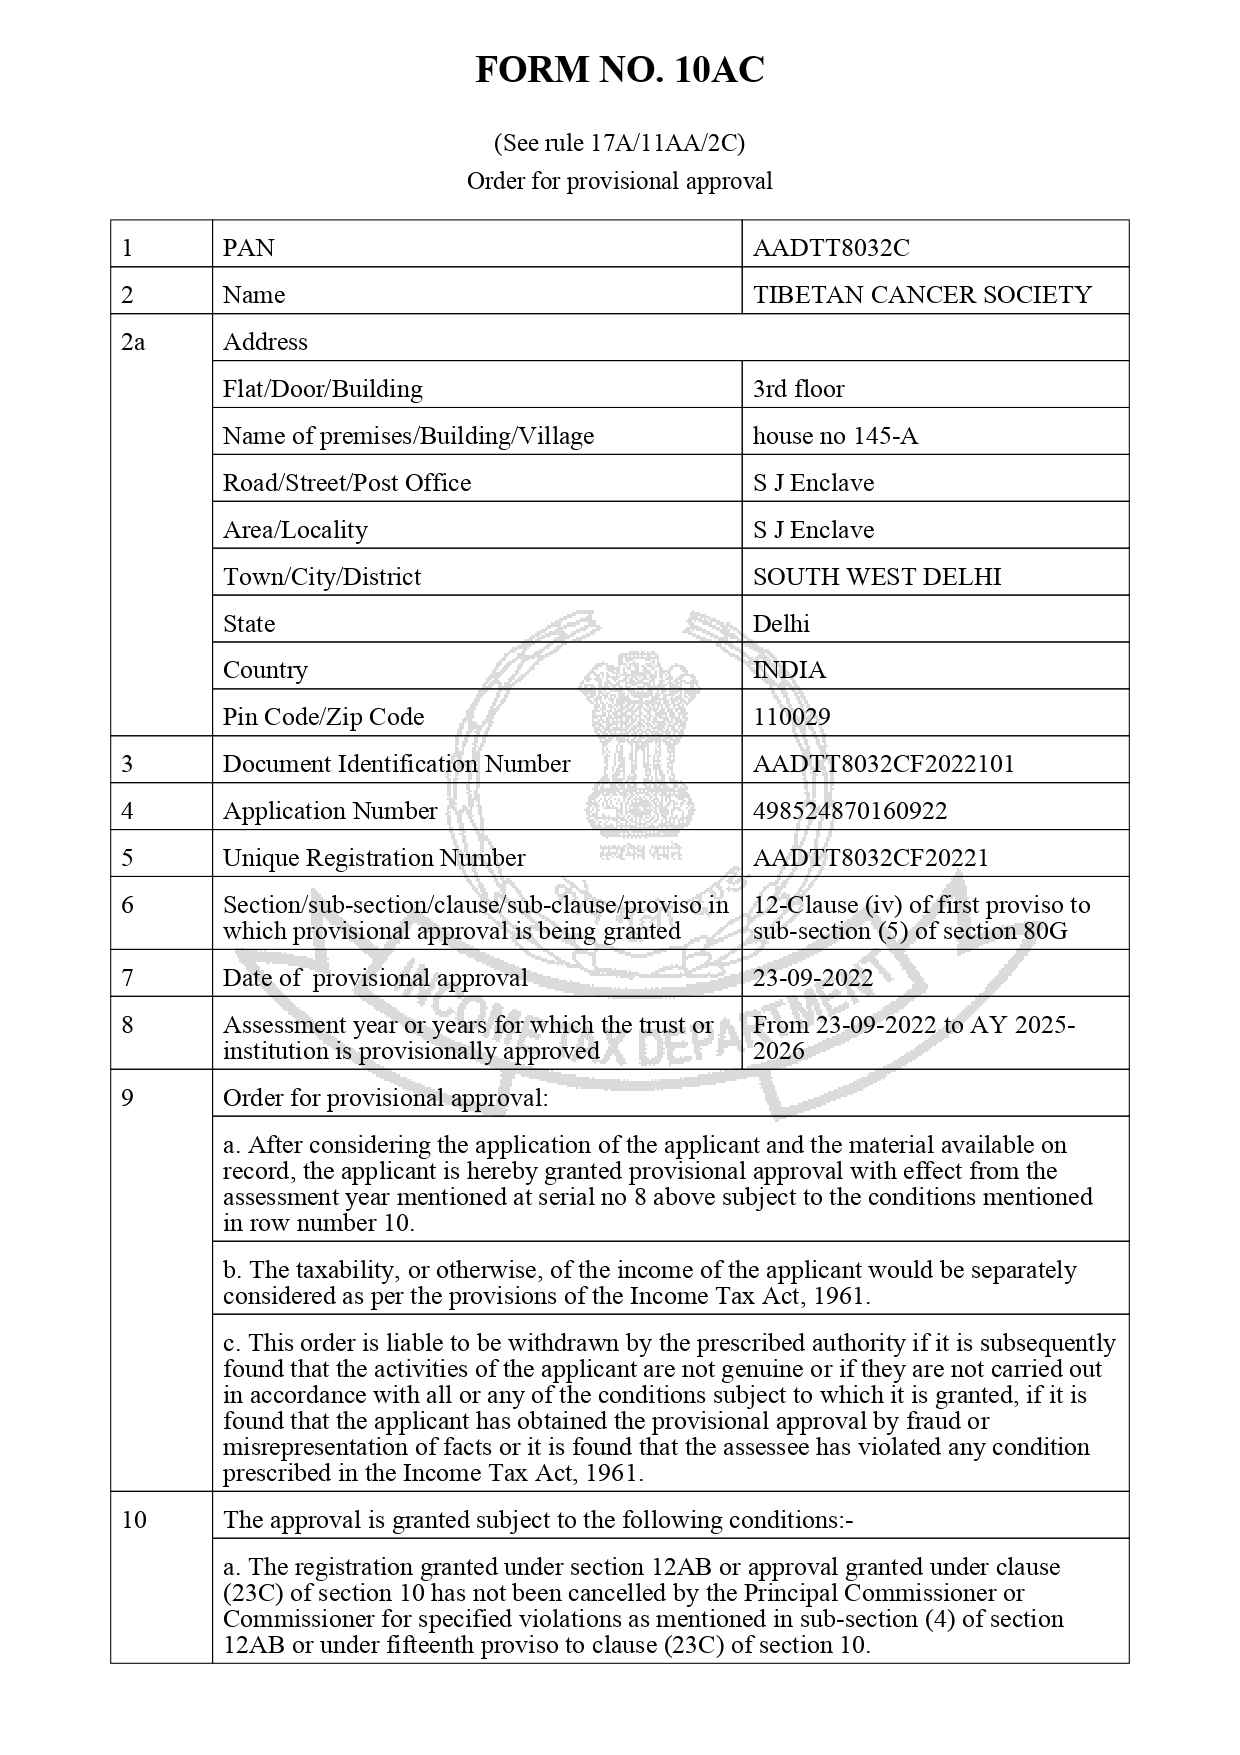 FORM NO. 10AC
(See rule 17A/11AA/2C)
Order for provisional approval
1 PAN AADTT8032C
2 Name TIBETAN CANCER SOCIETY
2a Address
Flat/Door/Building 3rd floor
Name of premises/Building/Village house no 145-A
Road/Street/Post Office S J Enclave
Area/Locality S J Enclave
Town/City/District SOUTH WEST DELHI
State Delhi
Country INDIA
Pin Code/Zip Code 110029
3 Document Identification Number AADTT8032CF2022101
4 Application Number 498524870160922
सत्यमेव जयते
5 Unique Registration Number AADTT8032CF20221
6 Section/sub-section/clause/sub-clause/proviso in 12-Clause (iv) of first proviso to
which provisional approval is being granted sub-section (5) of section 80G
7 Date of provisional approval 23-09-2022
INCOME TAX DEPARTMENT
8 Assessment year or years for which the trust or From 23-09-2022 to AY 2025-
institution is provisionally approved 2026
9 Order for provisional approval:
a. After considering the application of the applicant and the material available on
record, the applicant is hereby granted provisional approval with effect from the
assessment year mentioned at serial no 8 above subject to the conditions mentioned
in row number 10.
b. The taxability, or otherwise, of the income of the applicant would be separately
considered as per the provisions of the Income Tax Act, 1961.
c. This order is liable to be withdrawn by the prescribed authority if it is subsequently
found that the activities of the applicant are not genuine or if they are not carried out
in accordance with all or any of the conditions subject to which it is granted, if it is
found that the applicant has obtained the provisional approval by fraud or
misrepresentation of facts or it is found that the assessee has violated any condition
prescribed in the Income Tax Act, 1961.
10 The approval is granted subject to the following conditions:-
a. The registration granted under section 12AB or approval granted under clause
(23C) of section 10 has not been cancelled by the Principal Commissioner or
Commissioner for specified violations as mentioned in sub-section (4) of section
12AB or under fifteenth proviso to clause (23C) of section 10.